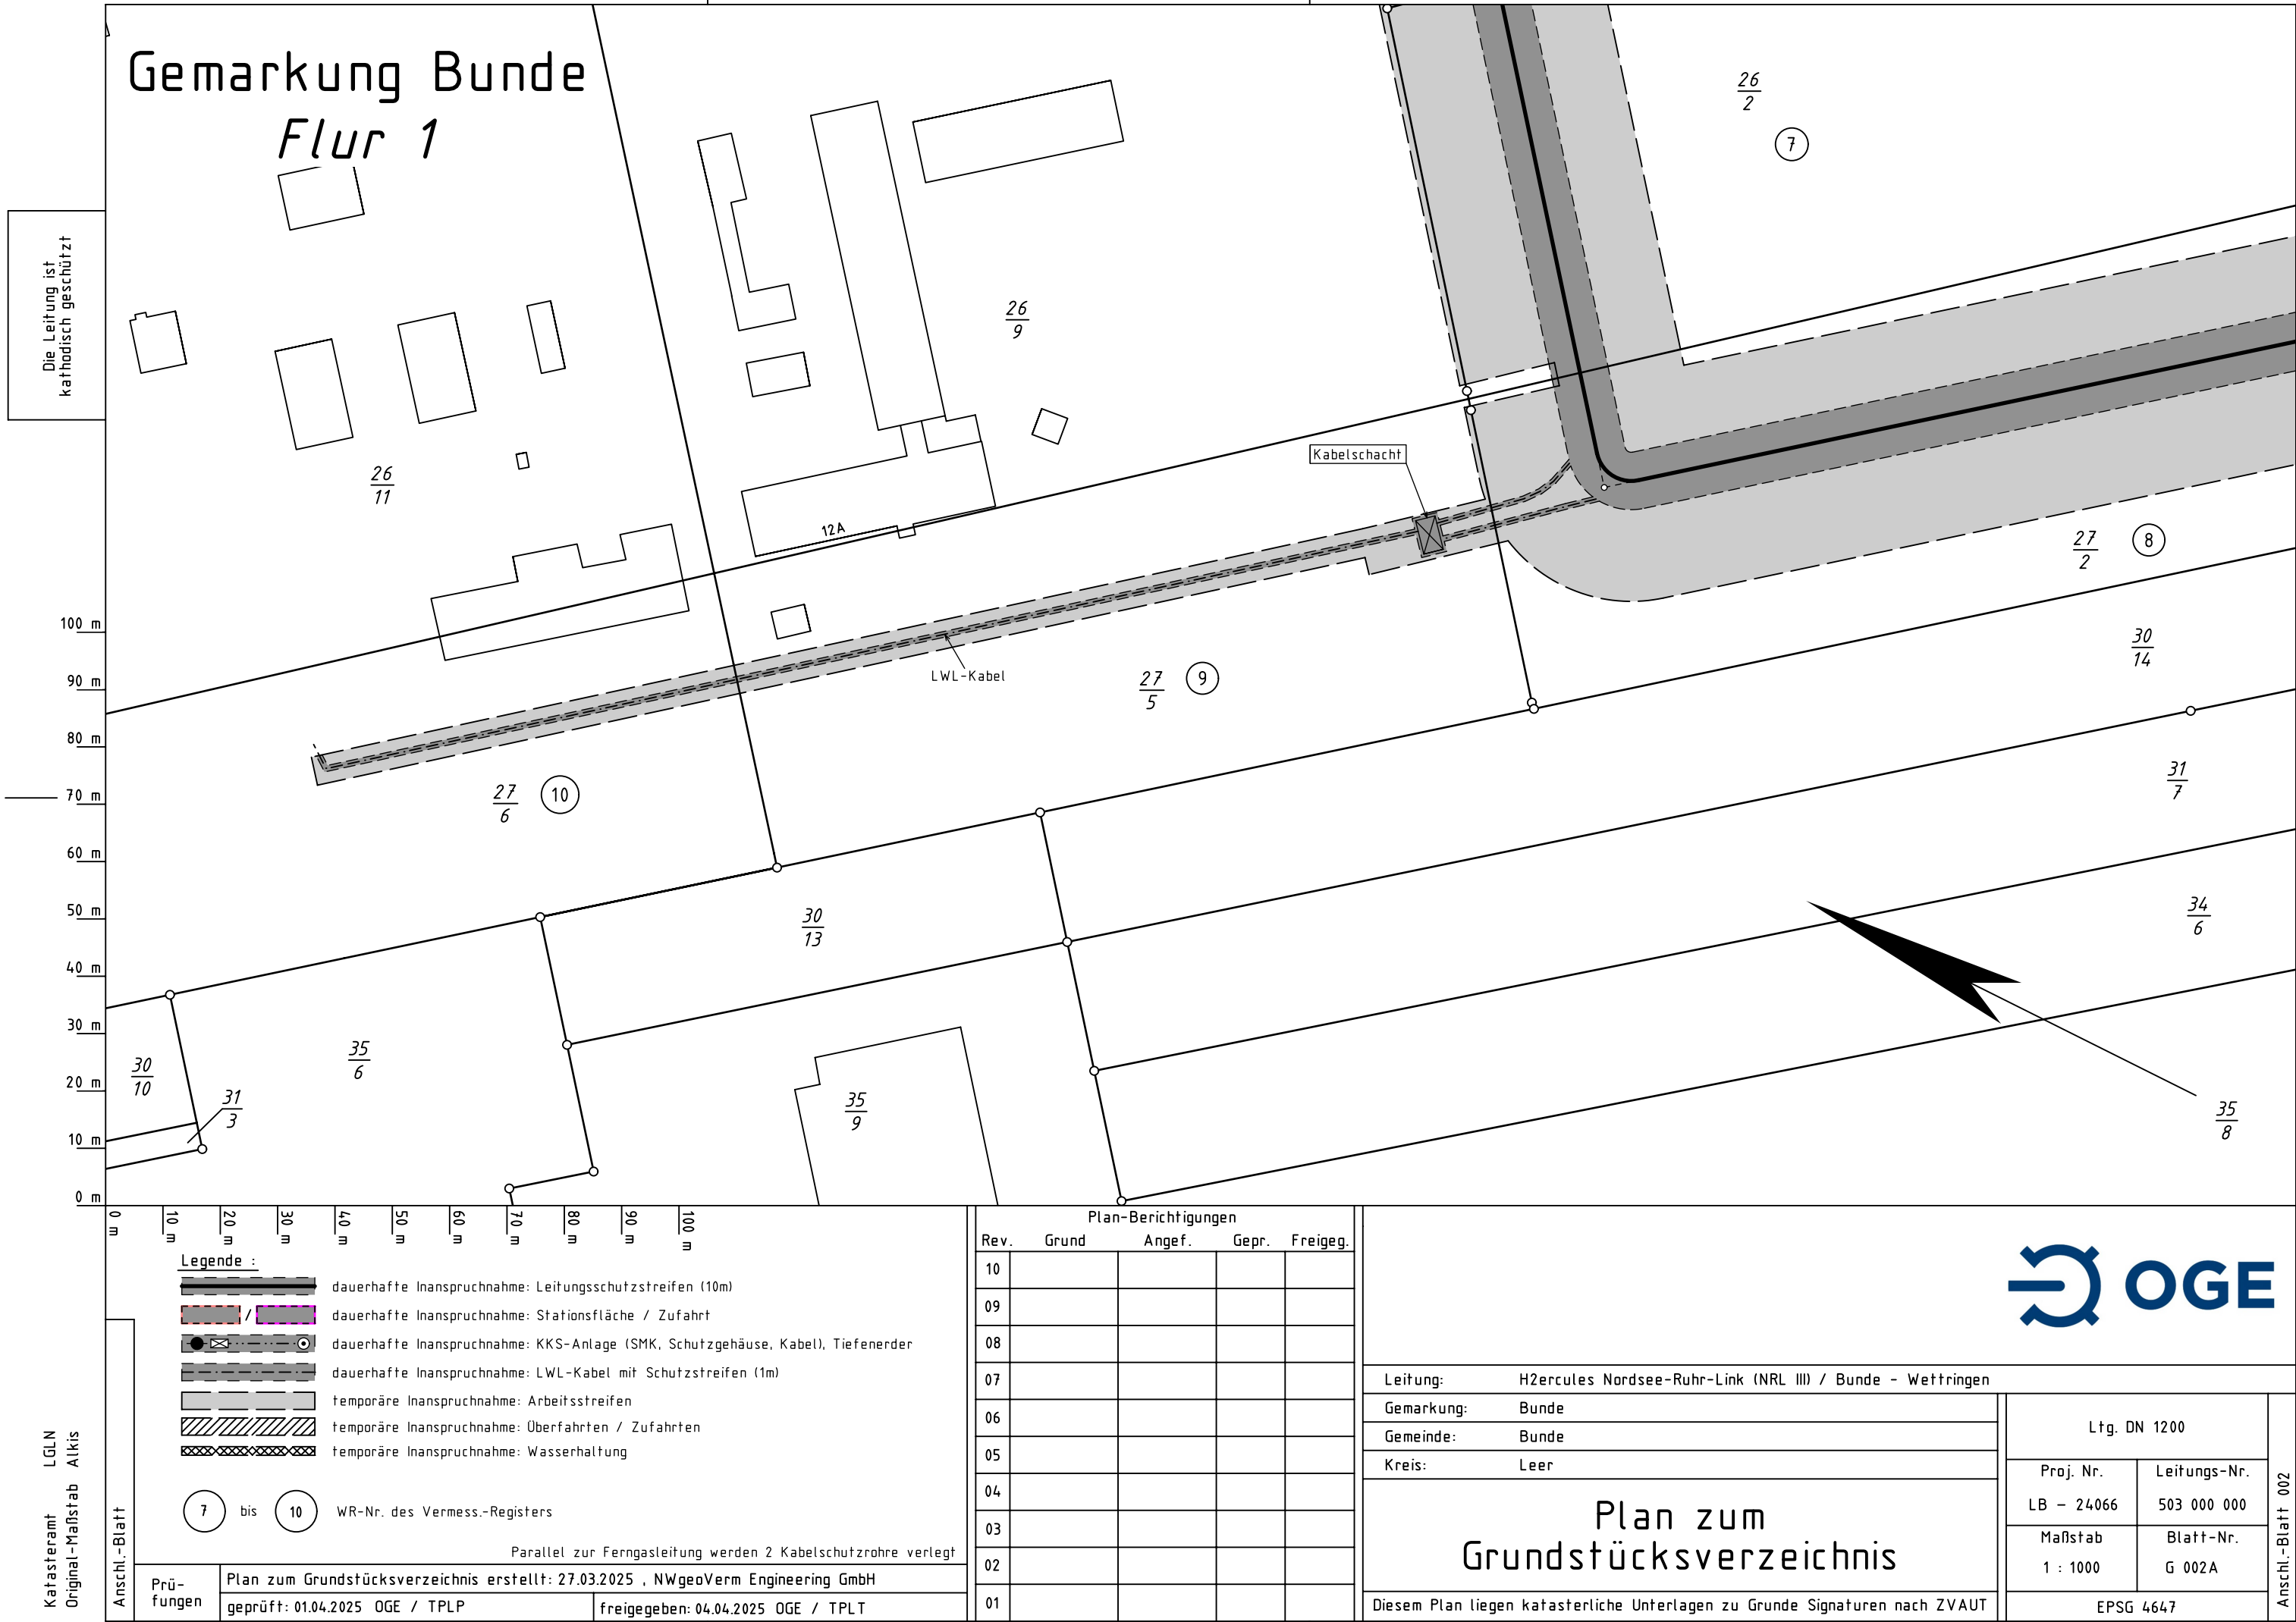 Gemarkung Bunde
Flur 1
Die Leitung ist
kathodisch geschützt
26
2
7
26
9
26
11
12A
Kabelschacht
LWL-Kabel
27
2
8
30
14
27
5
9
27
6
10
31
7
34
6
30
13
35
6
30
10
31
3
35
9
35
8
100 m
90 m
80 m
70 m
60 m
50 m
40 m
30 m
20 m
10 m
0 m
0 m
10 m
20 m
30 m
40 m
50 m
60 m
70 m
80 m
90 m
100 m
Legende :
dauerhafte Inanspruchnahme: Leitungsschutzstreifen (10m)
/ dauerhafte Inanspruchnahme: Stationsfläche / Zufahrt
dauerhafte Inanspruchnahme: KKS-Anlage (SMK, Schutzgehäuse, Kabel), Tiefenerder
dauerhafte Inanspruchnahme: LWL-Kabel mit Schutzstreifen (1m)
temporäre Inanspruchnahme: Arbeitsstreifen
temporäre Inanspruchnahme: Überfahrten / Zufahrten
temporäre Inanspruchnahme: Wasserhaltung
7 bis 10 WR-Nr. des Vermess.-Registers
Parallel zur Ferngasleitung werden 2 Kabelschutzrohre verlegt
Katasteramt LGLN
Original-Maßstab Alkis
Anschl.-Blatt
Prü-
fungen
Plan zum Grundstücksverzeichnis erstellt: 27.03.2025 , NWgeoVerm Engineering GmbH
geprüft: 01.04.2025 OGE / TPLP
freigegeben: 04.04.2025 OGE / TPLT
Plan-Berichtigungen
Rev. Grund Angef. Gepr. Freigeg.
10
09
08
07
06
05
04
03
02
01
OGE
Leitung: H2ercules Nordsee-Ruhr-Link (NRL III) / Bunde - Wettringen
Gemarkung: Bunde
Gemeinde: Bunde
Kreis: Leer
Plan zum
Grundstücksverzeichnis
Diesem Plan liegen katasterliche Unterlagen zu Grunde Signaturen nach ZVAUT
Ltg. DN 1200
Proj. Nr. Leitungs-Nr.
LB - 24066 503 000 000
Maßstab Blatt-Nr.
1 : 1000 G 002A
EPSG 4647
Anschl.-Blatt 002